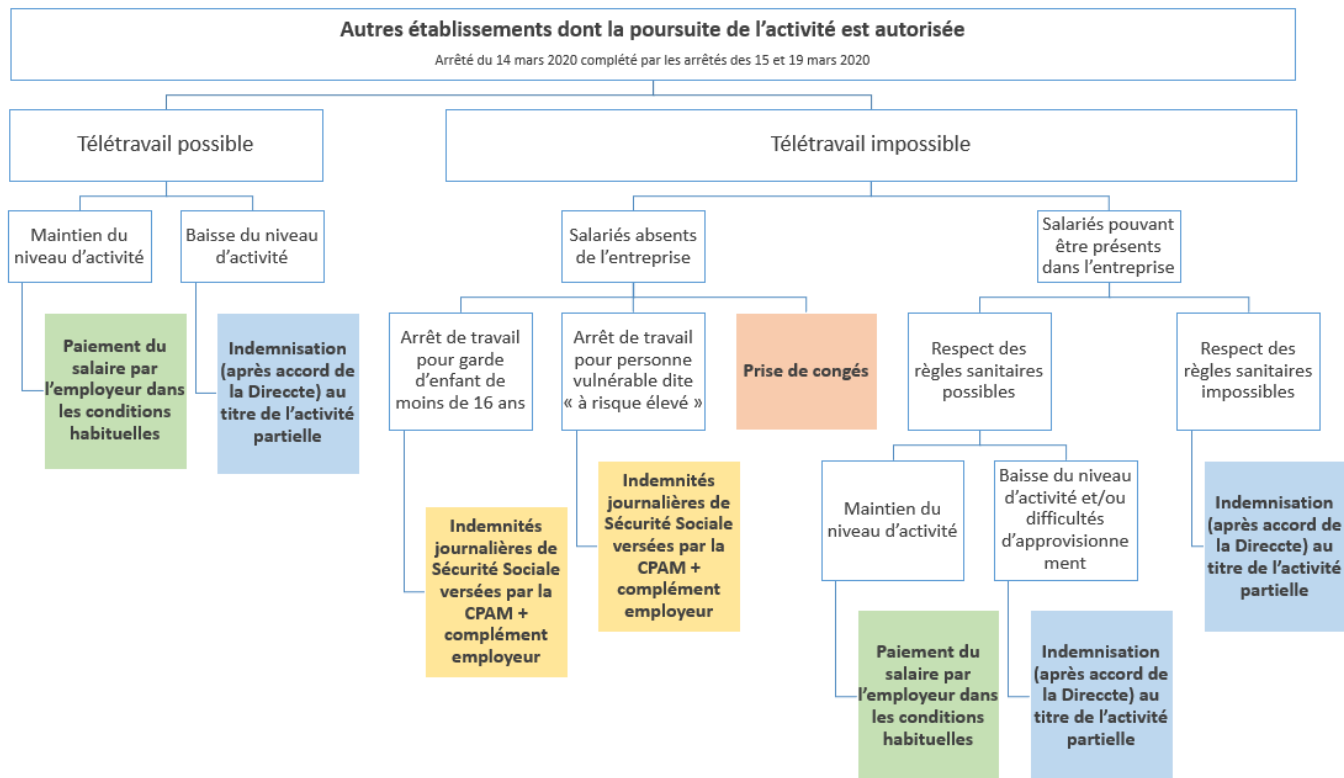 Autres établissements dont la poursuite de l'activité est autorisée
Arrêté du 14 mars 2020 complété par les arrêtés des 15 et 19 mars 2020
Télétravail possible
Télétravail impossible
Maintien du
niveau d'activité
Baisse du niveau
d'activité
Salariés absents
de l'entreprise
Salariés pouvant
être présents
dans l'entreprise
Paiement du
salaire par
l'employeur dans
les conditions
habituelles
Indemnisation
(après accord de
la Direccte) au
titre de l'activité
partielle
Arrêt de travail
pour garde
d'enfant de
moins de 16 ans
Arrêt de travail
pour personne
vulnérable dite
« à risque élevé »
Prise de congés
Respect des
règles sanitaires
possibles
Respect des
règles sanitaires
impossibles
Indemnités
journalières de
Sécurité Sociale
versées par la
CPAM +
complément
employeur
Indemnités
journalières de
Sécurité Sociale
versées par la
CPAM +
complément
employeur
Maintien du
niveau d'activité
Baisse du niveau
d'activité et/ou
difficultés
d'approvisionne
ment
Indemnisation
(après accord de
la Direccte) au
titre de l'activité
partielle
Paiement du
salaire par
l'employeur dans
les conditions
habituelles
Indemnisation
(après accord de
la Direccte) au
titre de l'activité
partielle